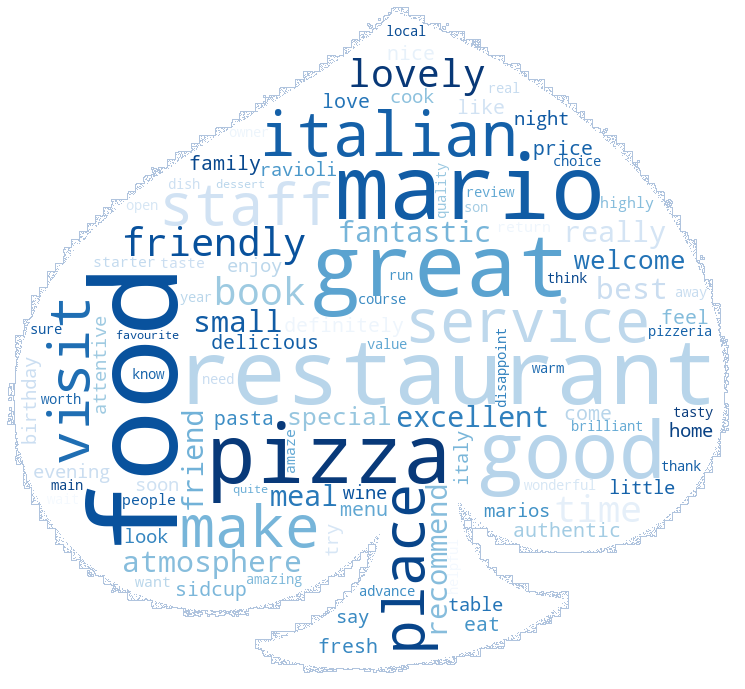 local
nice
lovely
real
love
cook
like
night
italian
owner
price
family
ravioli
choice
mario
quality
dish
dessert
review
open
staff
son
highly
friendly
fantastic
return
really
great
starter
taste
enjoy
welcome
run
think
book
best
away
year
course
visit
small
definitely
service
feel
sure
favourite
delicious
value
disappoint
pizzeria
food
know
need
restaurant
warm
worth
attentive
birthday
friend
pasta
special
excellent
come
tasty
brilliant
home
pizza
amaze
italy
good
evening
soon
thank
main
people
quite
meal
wine
wonderful
little
make
menu
place
recommend
marios
time
look
try
authentic
atmosphere
want
sidcup
amazing
advance
table
say
eat
fresh